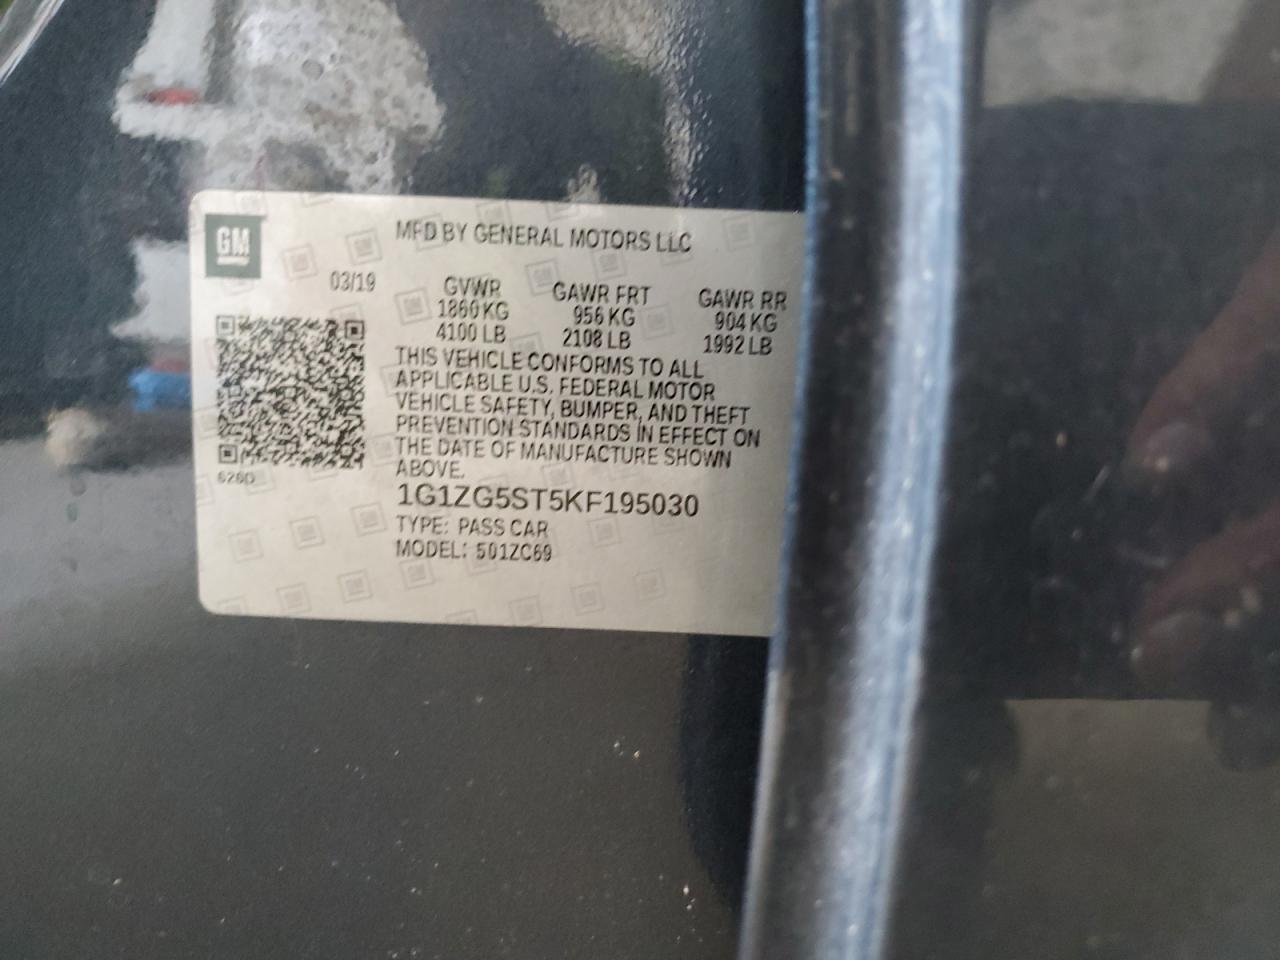 GM
MFD BY GENERAL MOTORS LLC
03/19
GVWR GAWR FRT GAWR RR
1860 KG 956 KG 904 KG
4100 LB 2108 LB 1992 LB
THIS VEHICLE CONFORMS TO ALL
APPLICABLE U.S. FEDERAL MOTOR
VEHICLE SAFETY, BUMPER, AND THEFT
PREVENTION STANDARDS IN EFFECT ON
THE DATE OF MANUFACTURE SHOWN
ABOVE.
1G1ZG5ST5KF195030
TYPE: PASS CAR
MODEL: 501ZC69